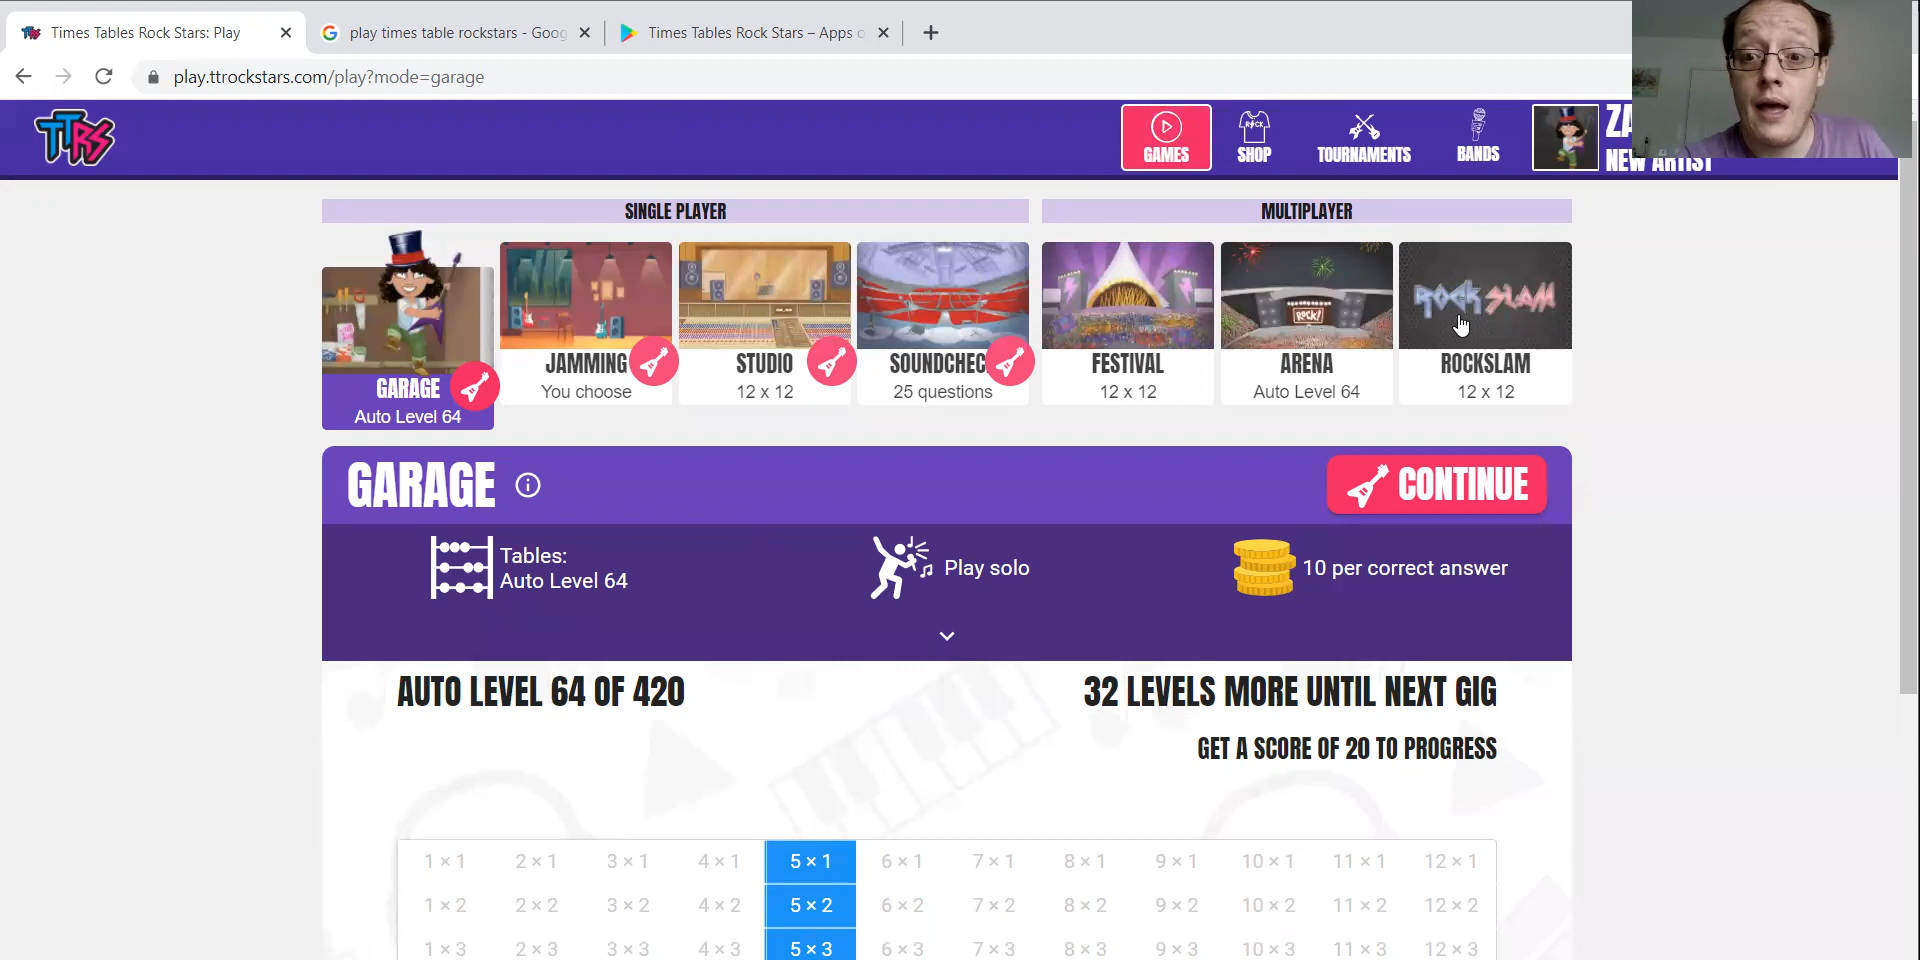 Times Tables Rock Stars: Play
play times table rockstars - Goog
Times Tables Rock Stars – Apps o
play.ttrockstars.com/play?mode=garage
TTRS
GAMES
ROCK
SHOP
TOURNAMENTS
BANDS
ZA
NEW ARTIST
SINGLE PLAYER
MULTIPLAYER
ROCK!
ROCK SLAM
GARAGE
Auto Level 64
JAMMING
You choose
STUDIO
12 x 12
SOUNDCHEC
25 questions
FESTIVAL
12 x 12
ARENA
Auto Level 64
ROCKSLAM
12 x 12
GARAGE
CONTINUE
Tables:
Auto Level 64
Play solo
10 per correct answer
AUTO LEVEL 64 OF 420
32 LEVELS MORE UNTIL NEXT GIG
GET A SCORE OF 20 TO PROGRESS
1 × 1 2 × 1 3 × 1 4 × 1 5 × 1 6 × 1 7 × 1 8 × 1 9 × 1 10 × 1 11 × 1 12 × 1
1 × 2 2 × 2 3 × 2 4 × 2 5 × 2 6 × 2 7 × 2 8 × 2 9 × 2 10 × 2 11 × 2 12 × 2
1 × 3 2 × 3 3 × 3 4 × 3 5 × 3 6 × 3 7 × 3 8 × 3 9 × 3 10 × 3 11 × 3 12 × 3